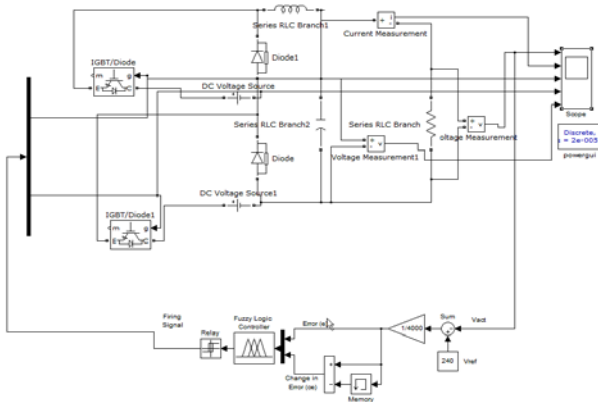 Series RLC Branch1
Current Measurement
IGBT/Diode
m
g
E
C
Diode1
DC Voltage Source
Scope
Series RLC Branch2
Series RLC Branch
oltage Measurement
Voltage Measurement1
Discrete,
s = 2e-005
powergui
Diode
DC Voltage Source1
IGBT/Diode1
m
g
E
C
Firing
Signal
Fuzzy Logic
Controller
Relay
Error (e)
1/4000
Sum
Vact
240
Vref
Change in
Error (ce)
Memory